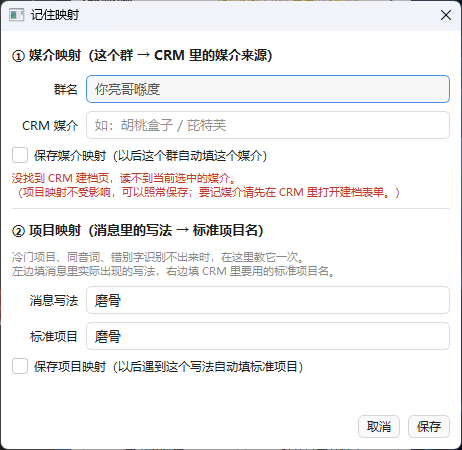 记住映射
① 媒介映射（这个群 → CRM 里的媒介来源）
群名
你亮哥嗰度
CRM 媒介
如：胡桃盒子 / 芘特芙
保存媒介映射（以后这个群自动填这个媒介）
没找到 CRM 建档页，读不到当前选中的媒介。
（项目映射不受影响，可以照常保存；要记媒介请先在 CRM 里打开建档表单。）
② 项目映射（消息里的写法 → 标准项目名）
冷门项目、同音词、错别字识别不出来时，在这里教它一次。
左边填消息里实际出现的写法，右边填 CRM 里要用的标准项目名。
消息写法
磨骨
标准项目
磨骨
保存项目映射（以后遇到这个写法自动填标准项目）
取消
保存